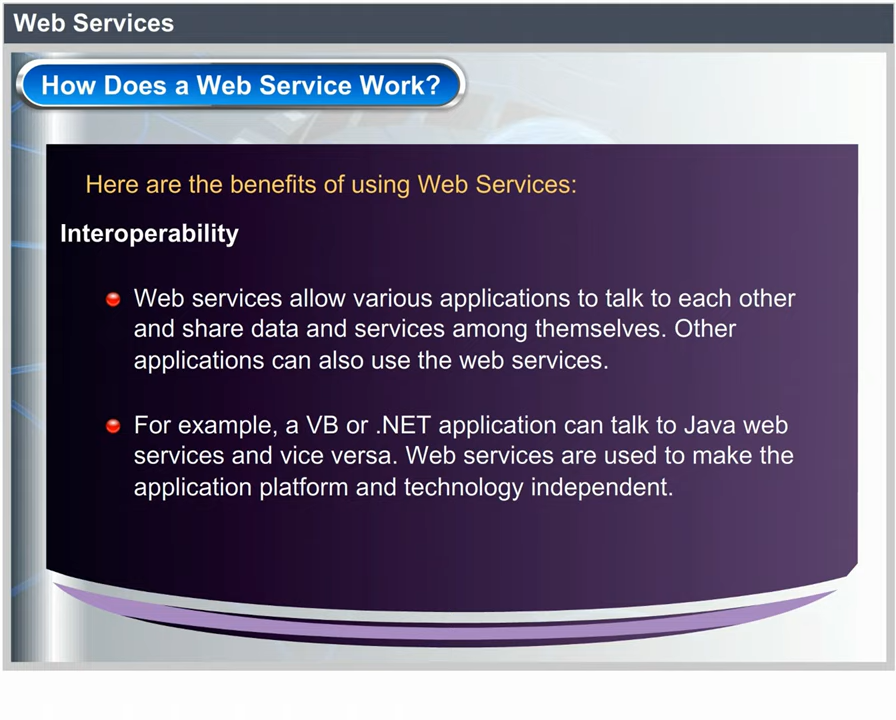 Web Services
How Does a Web Service Work?
Here are the benefits of using Web Services:
Interoperability
Web services allow various applications to talk to each other
and share data and services among themselves. Other
applications can also use the web services.
For example, a VB or .NET application can talk to Java web
services and vice versa. Web services are used to make the
application platform and technology independent.